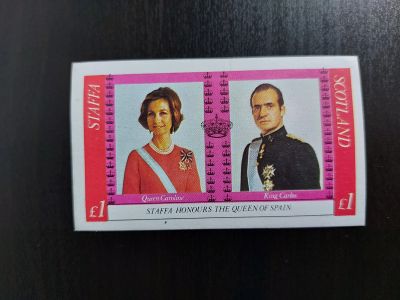 STAFFA
SCOTLAND
Queen Caroline
King Carlos
£1
STAFFA HONOURS THE QUEEN OF SPAIN
£1